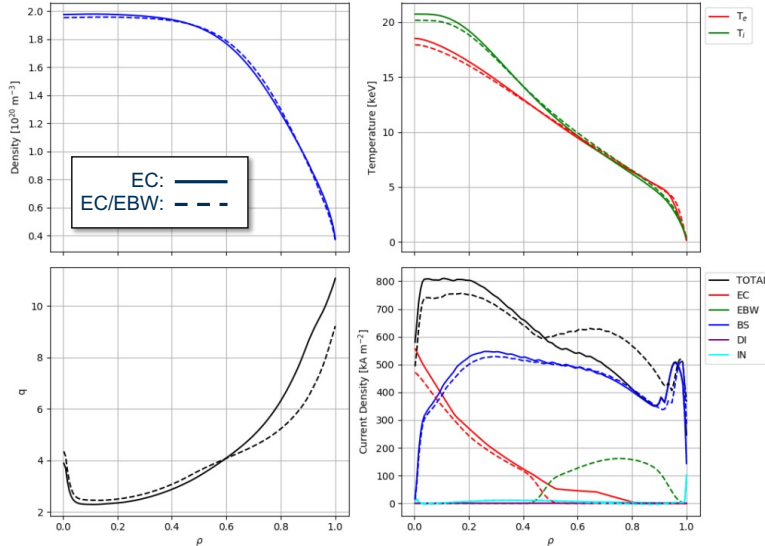 2.0
1.8
1.6
1.4
1.2
1.0
0.8
0.6
0.4
Density [10²⁰ m⁻³]
EC:
EC/EBW:
20
15
10
5
0
Temperature [keV]
Tₑ
Tᵢ
10
8
6
4
2
q
0.0 0.2 0.4 0.6 0.8 1.0
ρ
800
700
600
500
400
300
200
100
0
Current Density [kA m⁻²]
0.0 0.2 0.4 0.6 0.8 1.0
ρ
TOTAL
EC
EBW
BS
DI
IN